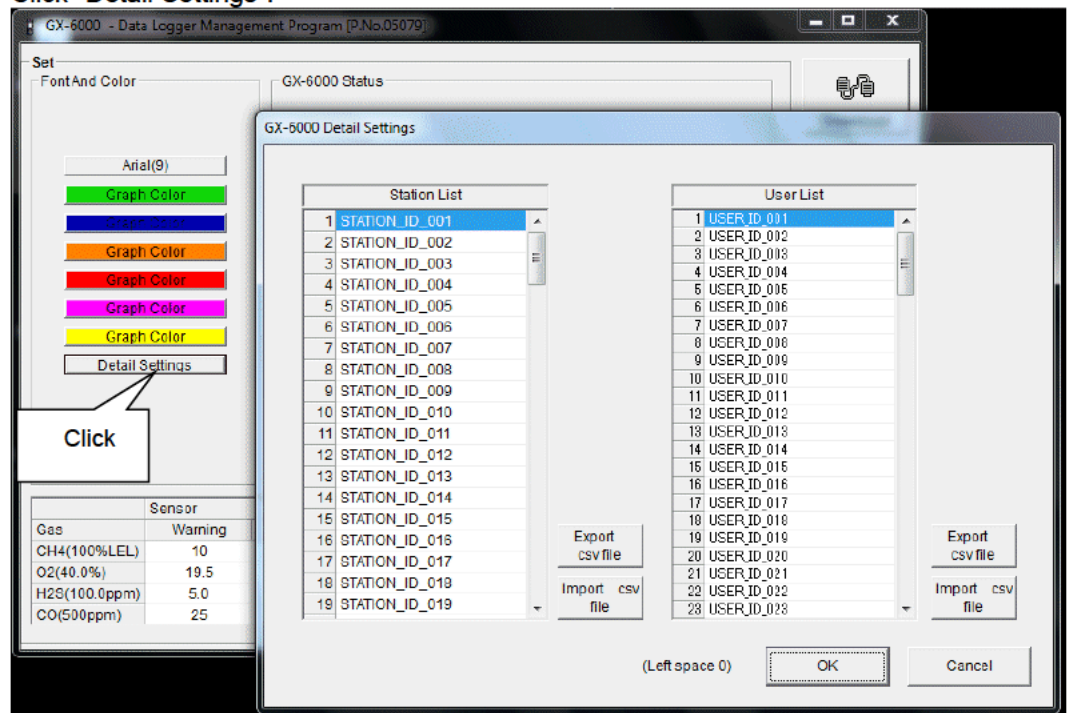 Click "Detail Settings".
GX-6000 - Data Logger Management Program [P.No.05079]
Set
FontAndColor
GX-6000 Status
Arial(9)
Graph Color
Graph Color
Graph Color
Graph Color
Graph Color
Detail Settings
Click
Sensor
Gas Warning
CH4(100%LEL) 10
O2(40.0%) 19.5
H2S(100.0ppm) 5.0
CO(500ppm) 25
GX-6000 Detail Settings
Station List
1 STATION_ID_001
2 STATION_ID_002
3 STATION_ID_003
4 STATION_ID_004
5 STATION_ID_005
6 STATION_ID_006
7 STATION_ID_007
8 STATION_ID_008
9 STATION_ID_009
10 STATION_ID_010
11 STATION_ID_011
12 STATION_ID_012
13 STATION_ID_013
14 STATION_ID_014
15 STATION_ID_015
16 STATION_ID_016
17 STATION_ID_017
18 STATION_ID_018
19 STATION_ID_019
Export
csv file
Import csv
file
User List
1 USER_ID_001
2 USER_ID_002
3 USER_ID_003
4 USER_ID_004
5 USER_ID_005
6 USER_ID_006
7 USER_ID_007
8 USER_ID_008
9 USER_ID_009
10 USER_ID_010
11 USER_ID_011
12 USER_ID_012
13 USER_ID_013
14 USER_ID_014
15 USER_ID_015
16 USER_ID_016
17 USER_ID_017
18 USER_ID_018
19 USER_ID_019
20 USER_ID_020
21 USER_ID_021
22 USER_ID_022
23 USER_ID_023
Export
csv file
Import csv
file
(Left space 0)
OK
Cancel